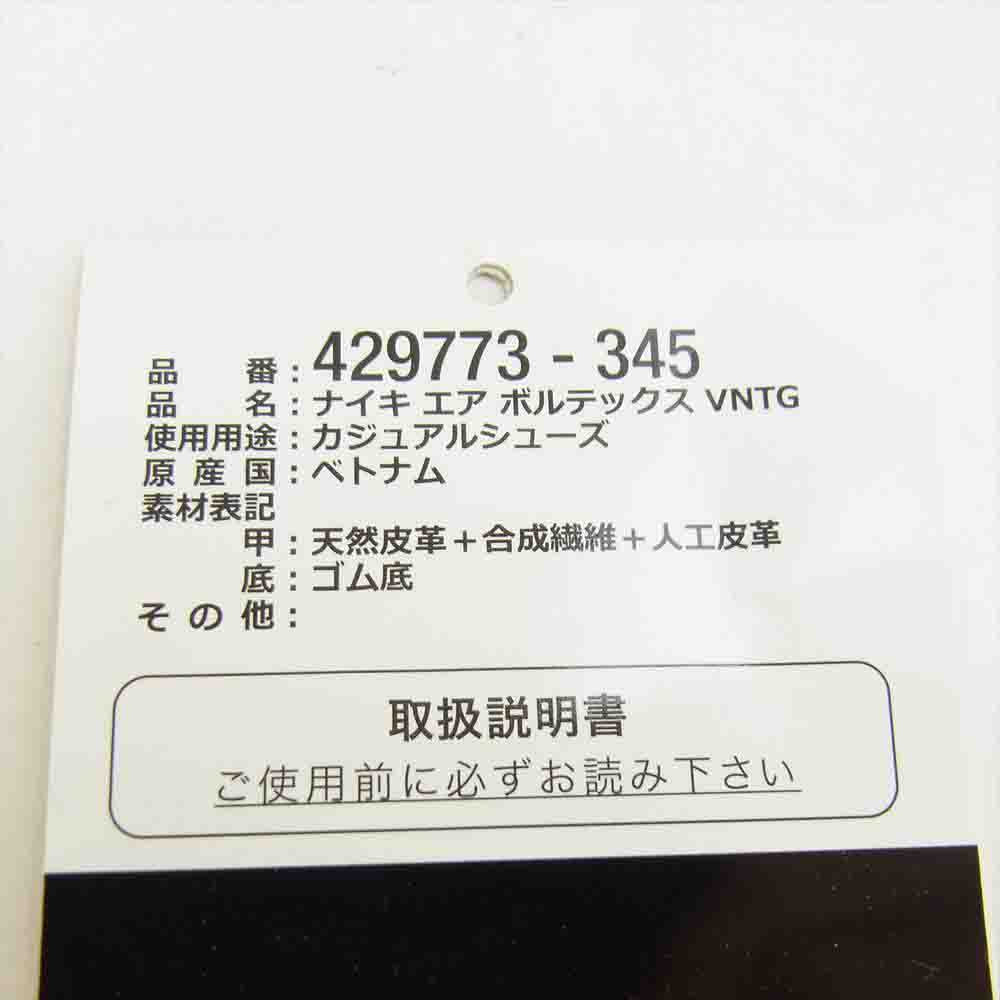 品 番 : 429773 - 345
品 名 : ナイキ エア ボルテックス VNTG
使用用途 : カジュアルシューズ
原 産 国 : ベトナム
素材表記
甲 : 天然皮革＋合成繊維＋人工皮革
底 : ゴム底
そ の 他 :
取扱説明書
ご使用前に必ずお読み下さい